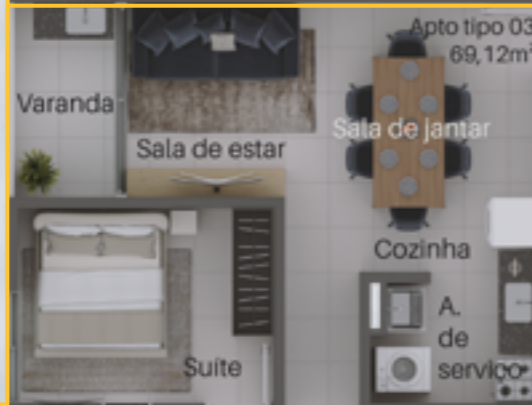 Apto tipo 03
69,12m²
Varanda
Sala de jantar
Sala de estar
Cozinha
A.
de
serviço
Suíte